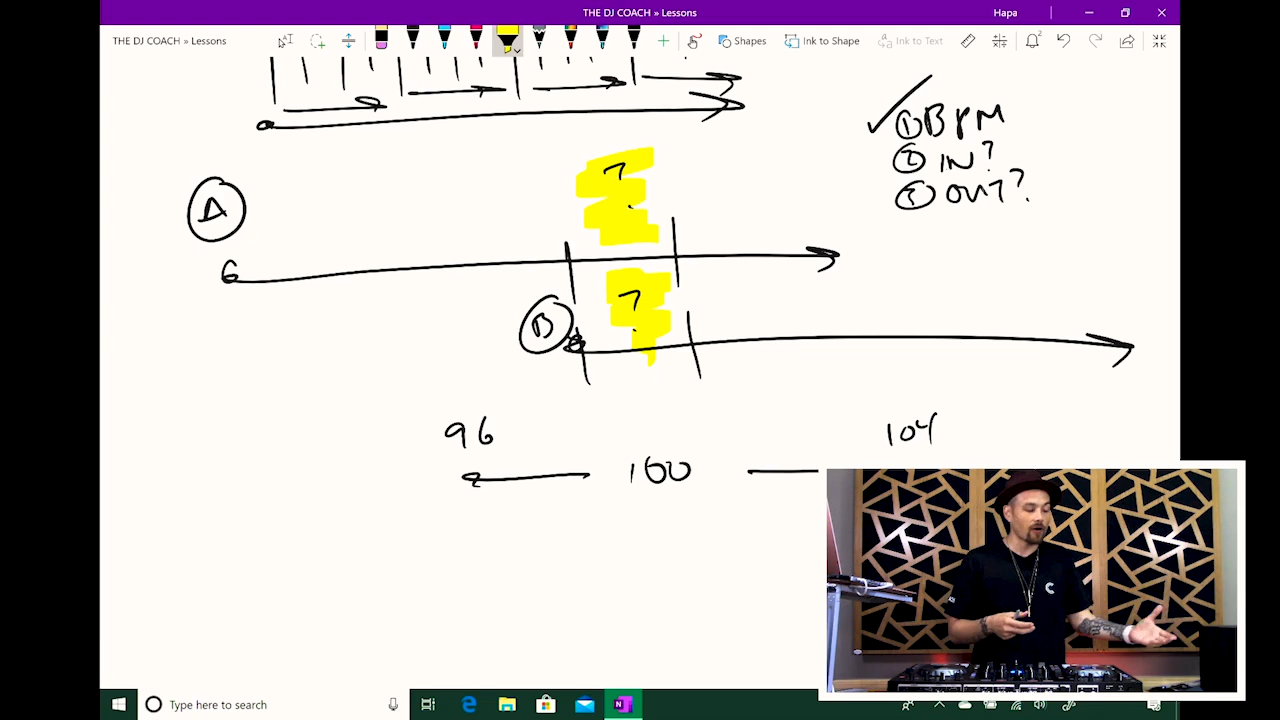 THE DJ COACH » Lessons
Hapa
THE DJ COACH » Lessons
Shapes
Ink to Shape
Ink to Text
① BPM
② IN?
③ OUT?
?
A
?
B
96
104
100
Type here to search